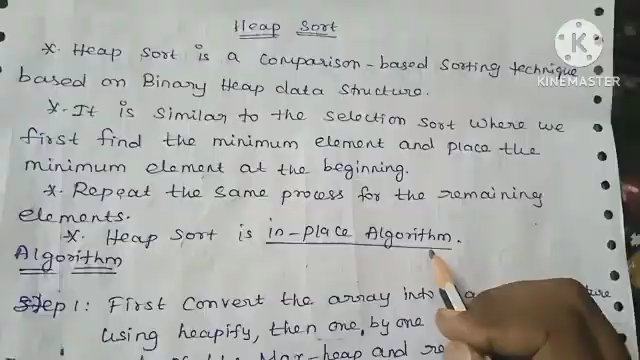 Heap Sort
* Heap Sort is a comparison-based sorting technique
based on Binary Heap data structure.
* It is similar to the selection sort where we
first find the minimum element and place the
minimum element at the beginning.
* Repeat the same process for the remaining
elements.
* Heap Sort is in-place Algorithm.
Algorithm
Step 1: First convert the array into a
using heapify, then one by one
Max-heap and
KINEMASTER